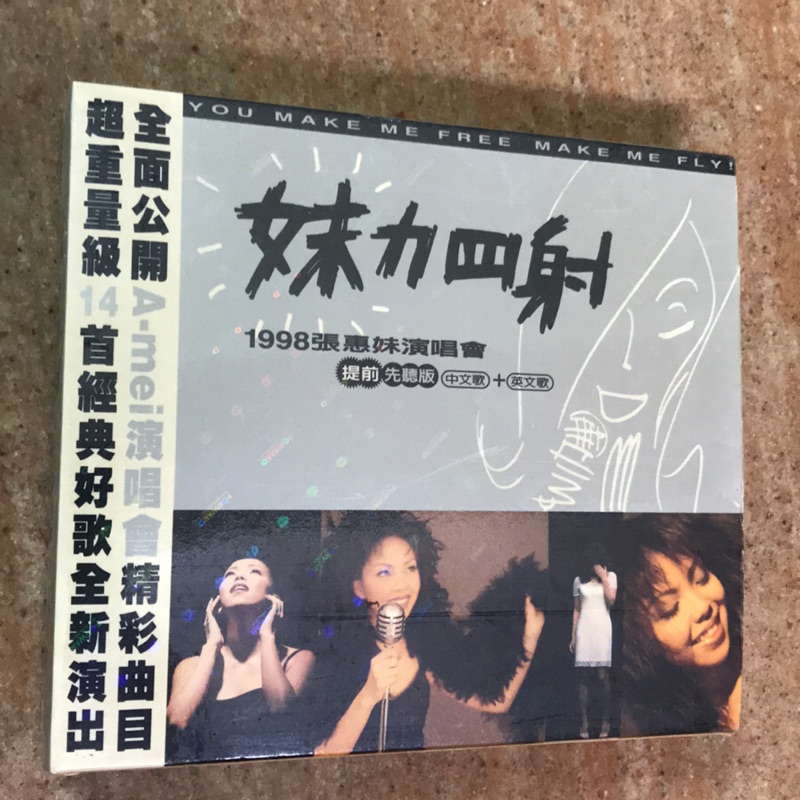 全面公開A-mei演唱會精彩曲目
超重量級14首經典好歌全新演出
YOU MAKE ME FREE MAKE ME FLY!
妹力四射
1998張惠妹演唱會
提前先聽版 中文歌+英文歌